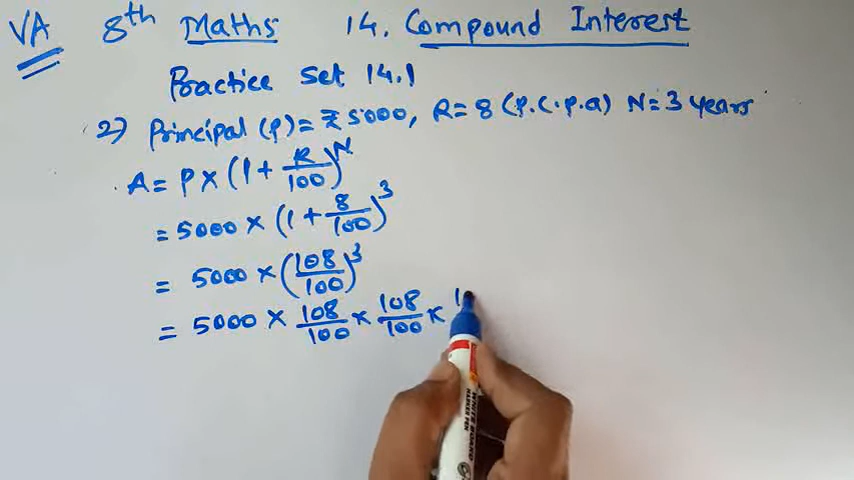 VA 8th Maths 14. Compound Interest
Practice Set 14.1
2) Principal (P) = ₹ 5000, R = 8 (p.c.p.a) N = 3 years
A = P × (1 + R/100)^N
= 5000 × (1 + 8/100)^3
= 5000 × (108/100)^3
= 5000 × 108/100 × 108/100 × 10